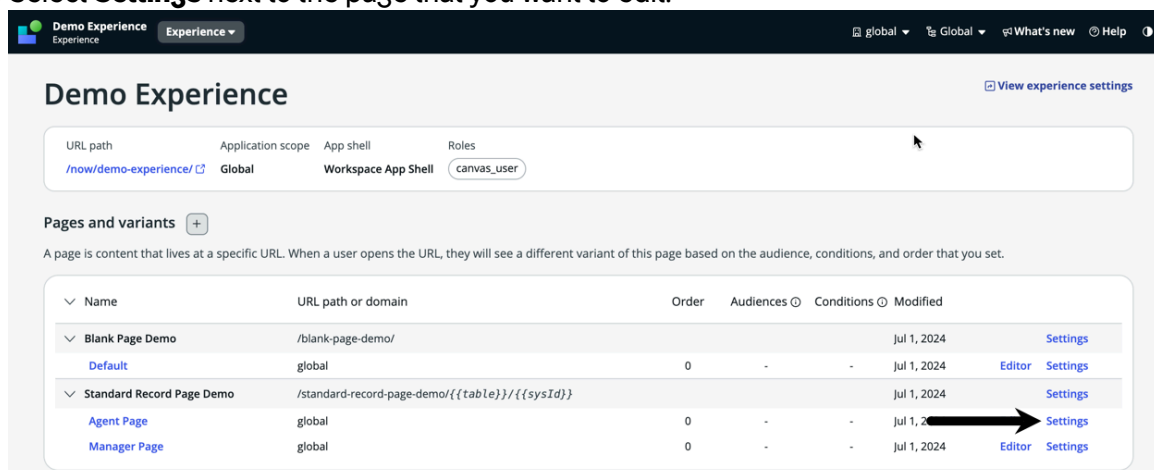 Select Settings next to the page that you want to edit.
Demo Experience
Experience
Experience
global
Global
What's new
Help
Demo Experience
View experience settings
URL path Application scope App shell Roles
/now/demo-experience/ Global Workspace App Shell canvas_user
Pages and variants +
A page is content that lives at a specific URL. When a user opens the URL, they will see a different variant of this page based on the audience, conditions, and order that you set.
Name URL path or domain Order Audiences Conditions Modified
Blank Page Demo /blank-page-demo/ Jul 1, 2024 Settings
Default global 0 - - Jul 1, 2024 Editor Settings
Standard Record Page Demo /standard-record-page-demo/{{table}}/{{sysId}} Jul 1, 2024 Settings
Agent Page global 0 - - Jul 1, 2 Settings
Manager Page global 0 - - Jul 1, 2024 Editor Settings